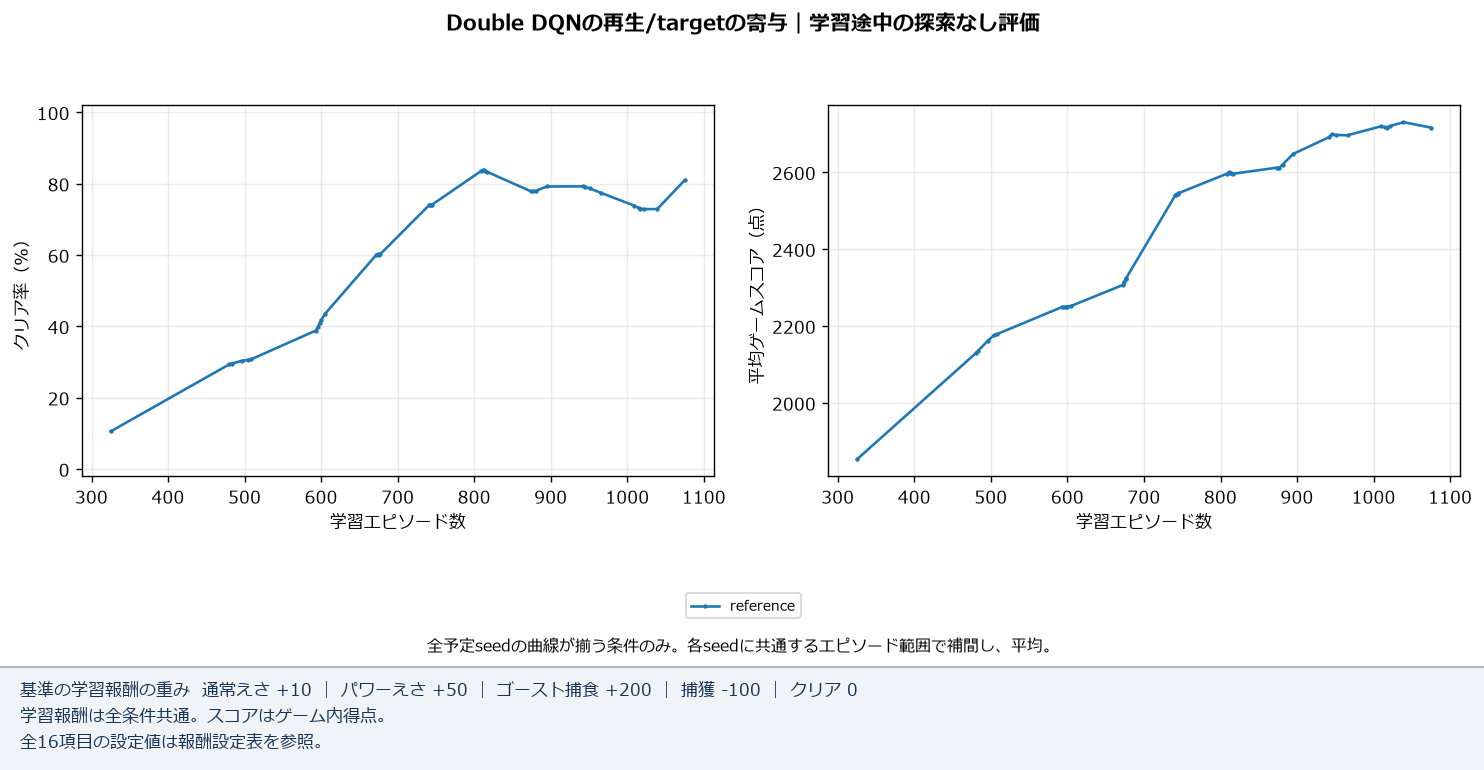 Double DQNの再生/targetの寄与｜学習途中の探索なし評価
クリア率（%）
100
80
60
40
20
0
300 400 500 600 700 800 900 1000 1100
学習エピソード数
平均ゲームスコア（点）
2600
2400
2200
2000
300 400 500 600 700 800 900 1000 1100
学習エピソード数
reference
全予定seedの曲線が揃う条件のみ。各seedに共通するエピソード範囲で補間し、平均。
基準の学習報酬の重み 通常えさ +10 ｜ パワーえさ +50 ｜ ゴースト捕食 +200 ｜ 捕獲 -100 ｜ クリア 0
学習報酬は全条件共通。スコアはゲーム内得点。
全16項目の設定値は報酬設定表を参照。